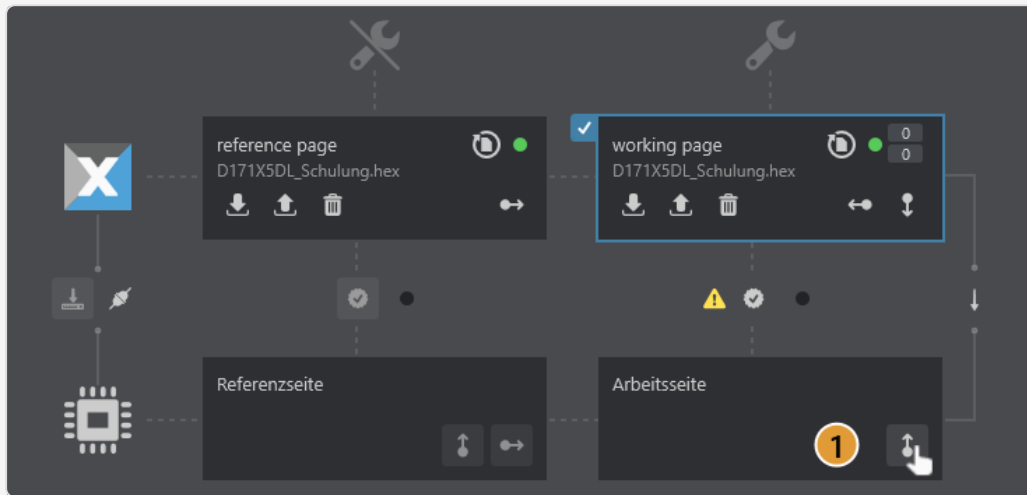 reference page
D171X5DL_Schulung.hex
working page
D171X5DL_Schulung.hex
0
0
X
Referenzseite
Arbeitsseite
1